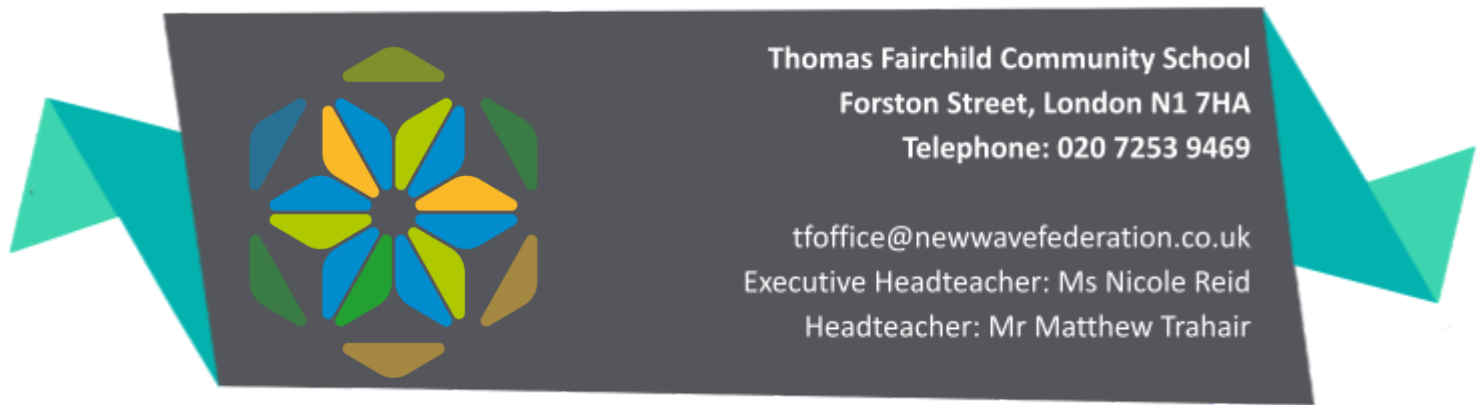 Thomas Fairchild Community School
Forston Street, London N1 7HA
Telephone: 020 7253 9469
tfoffice@newwavefederation.co.uk
Executive Headteacher: Ms Nicole Reid
Headteacher: Mr Matthew Trahair